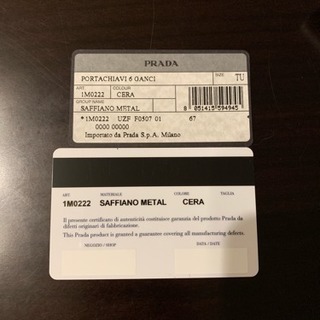 PRADA
PORTACHIAVI 6 GANCI SIZE TU
ART. COLOUR
1M0222 CERA
GROUP NAME
SAFFIANO METAL
8 051415 594945
*1M0222 UZF F0507 01 67
0000 00000
Importato da Prada S.p.A. Milano
ART. MATERIALE COLORE TAGLIA
1M0222 SAFFIANO METAL CERA
Il presente certificato di autenticità costituisce garanzia del prodotto Prada da
difetti originari di fabbricazione.
This Prada product is granted a guarantee covering all manufacturing defects.
NEGOZIO / SHOP DATA / DATE